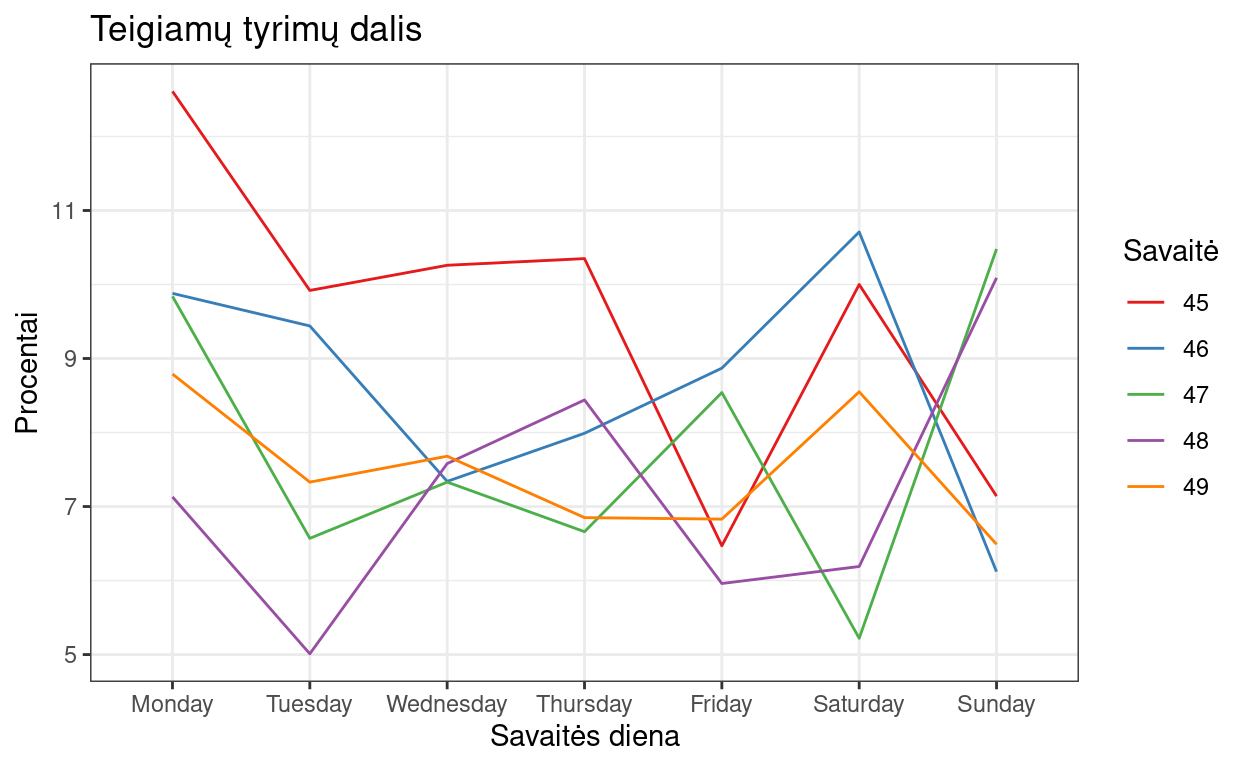 Teigiamų tyrimų dalis
Procentai
11
9
7
5
Monday Tuesday Wednesday Thursday Friday Saturday Sunday
Savaitės diena
Savaitė
45
46
47
48
49